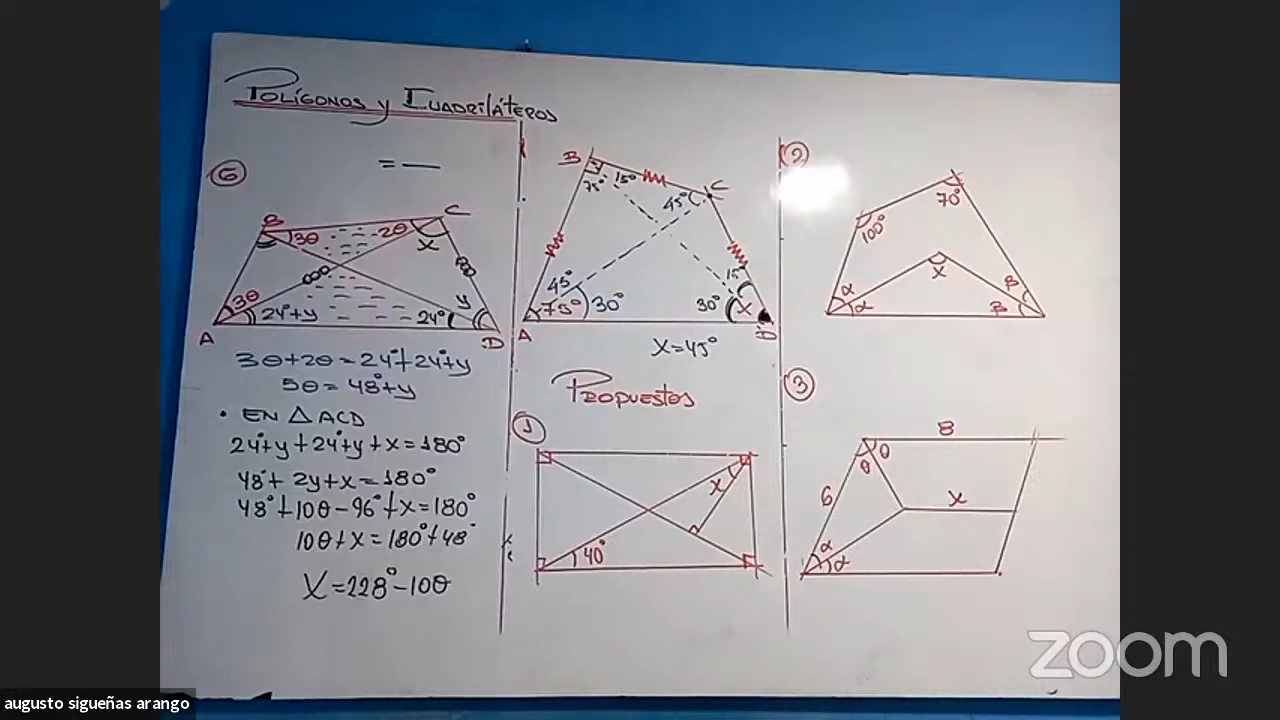 POLÍGONOS Y CUADRILÁTEROS
6
= —
B
C
3θ
2θ
x
3θ
24°+y
24°
y
A
D
3θ+2θ=24°+24°+y
5θ=48°+y
• EN △ ACD
24°+y+24°+y+x=180°
48°+2y+x=180°
48°+10θ-96°+x=180°
10θ+x=180°+48°
X=228°-10θ
B
75°
15°
45°
C
45°
75°
30°
30°
15°
x
A
D
X=45°
PROPUESTOS
1
x
40°
2
100°
70°
x
α
α
B
B
3
8
θ
θ
6
x
α
α
zoom
augusto sigueñas arango